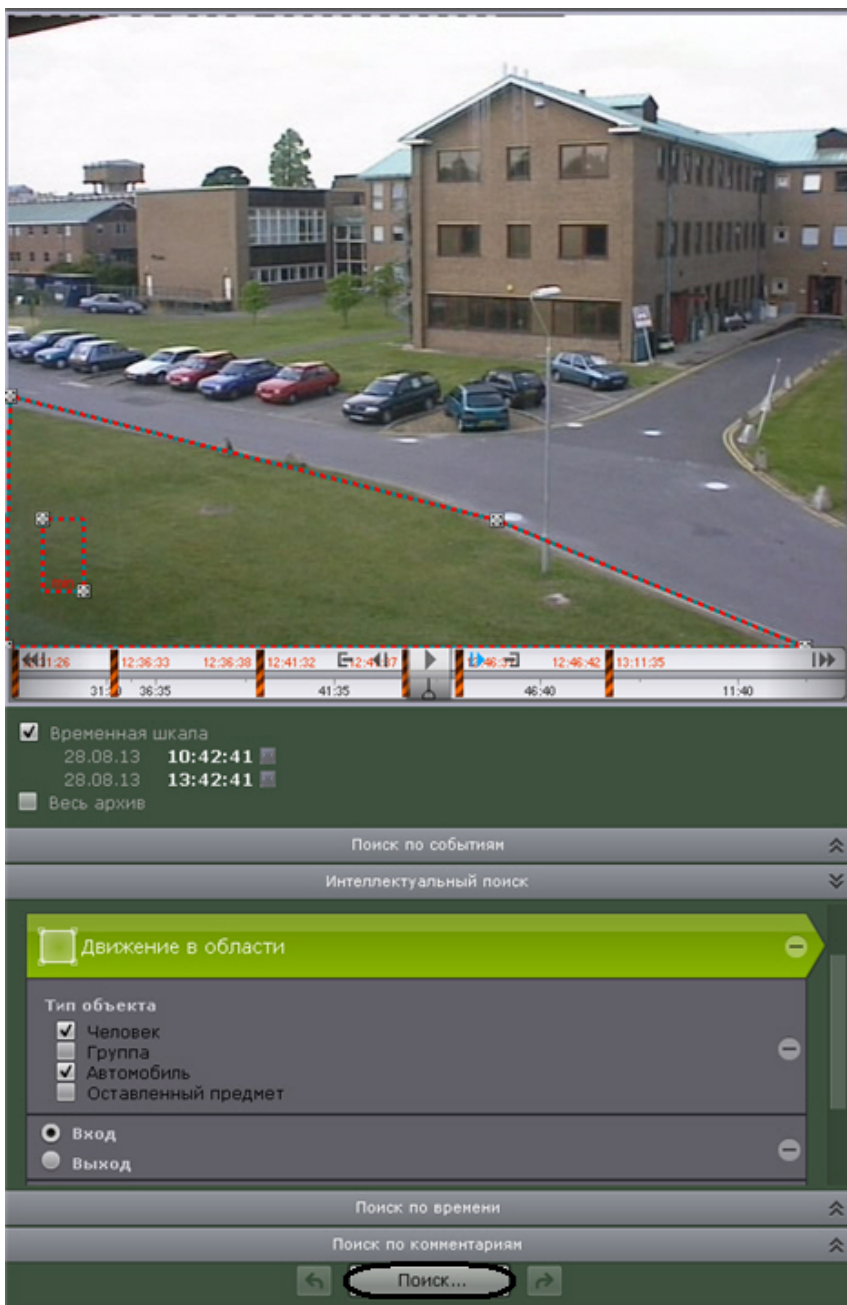 12:36:33 12:36:38 12:41:32 12:46:42 13:11:35
36:35 41:35 46:40 11:40
Временная шкала
28.08.13 10:42:41
28.08.13 13:42:41
Весь архив
Поиск по событиям
Интеллектуальный поиск
Движение в области
Тип объекта
Человек
Группа
Автомобиль
Оставленный предмет
Вход
Выход
Поиск по времени
Поиск по комментариям
Поиск...